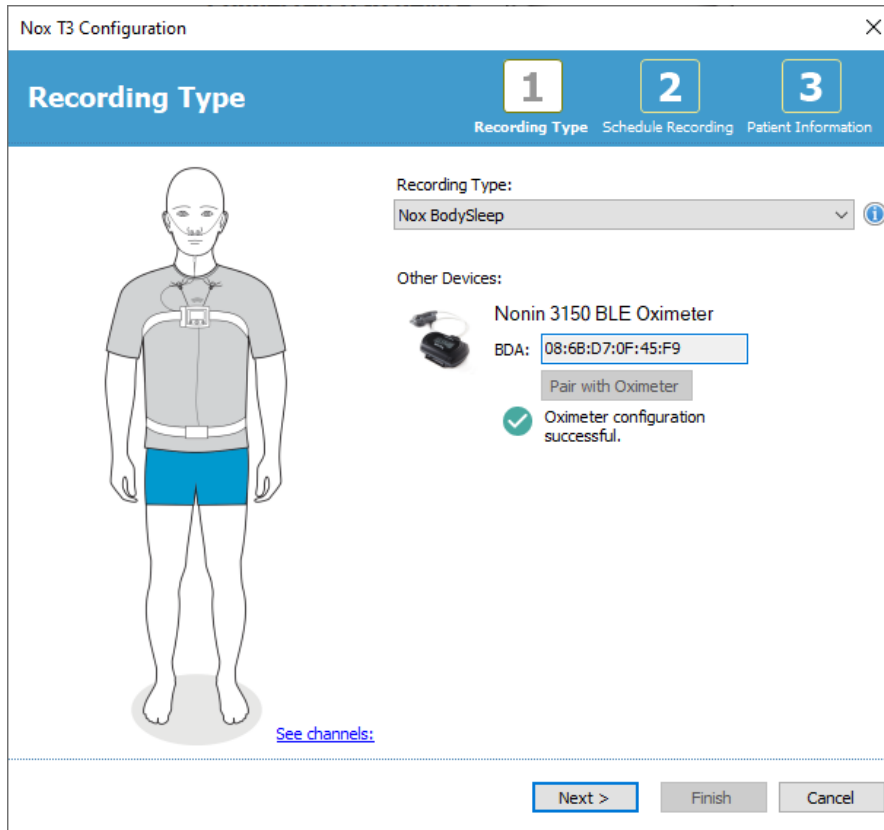 Nox T3 Configuration
Recording Type
1
Recording Type
2
Schedule Recording
3
Patient Information
Recording Type:
Nox BodySleep
Other Devices:
Nonin 3150 BLE Oximeter
BDA: 08:6B:D7:0F:45:F9
Pair with Oximeter
Oximeter configuration
successful.
See channels:
Next >
Finish
Cancel